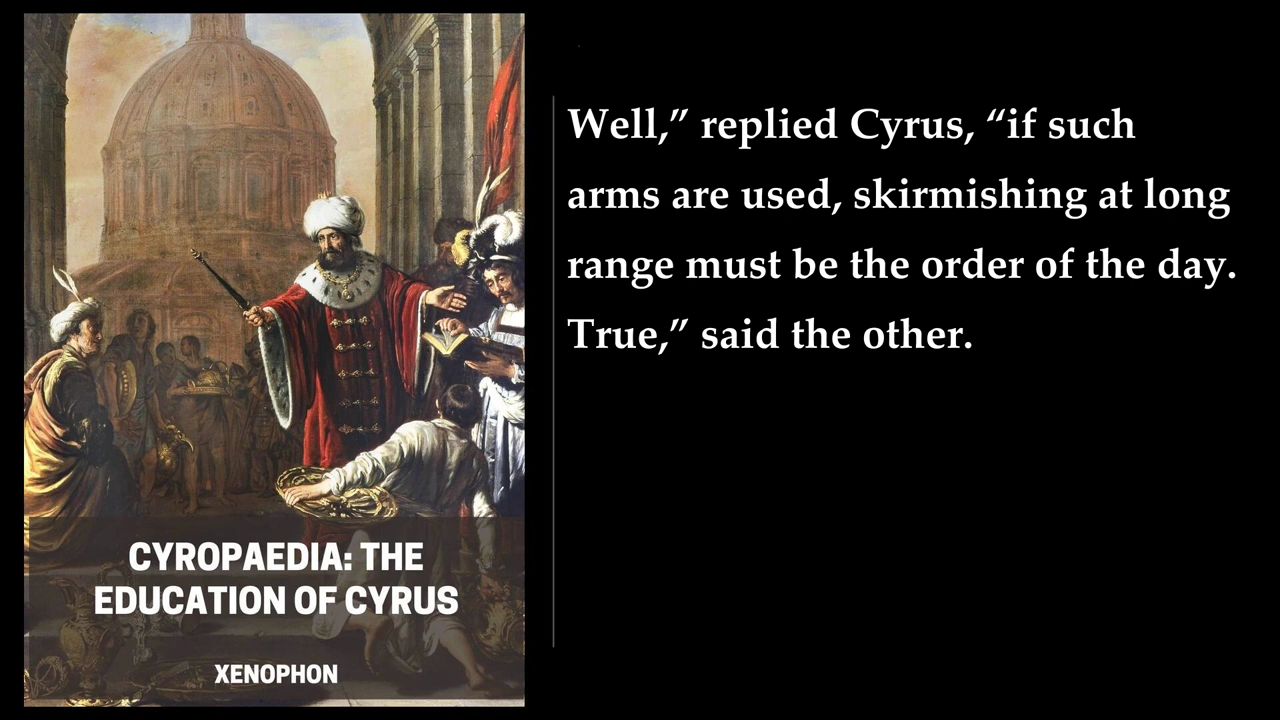 Well,” replied Cyrus, “if such
arms are used, skirmishing at long
range must be the order of the day.
True,” said the other.
CYROPAEDIA: THE
EDUCATION OF CYRUS
XENOPHON